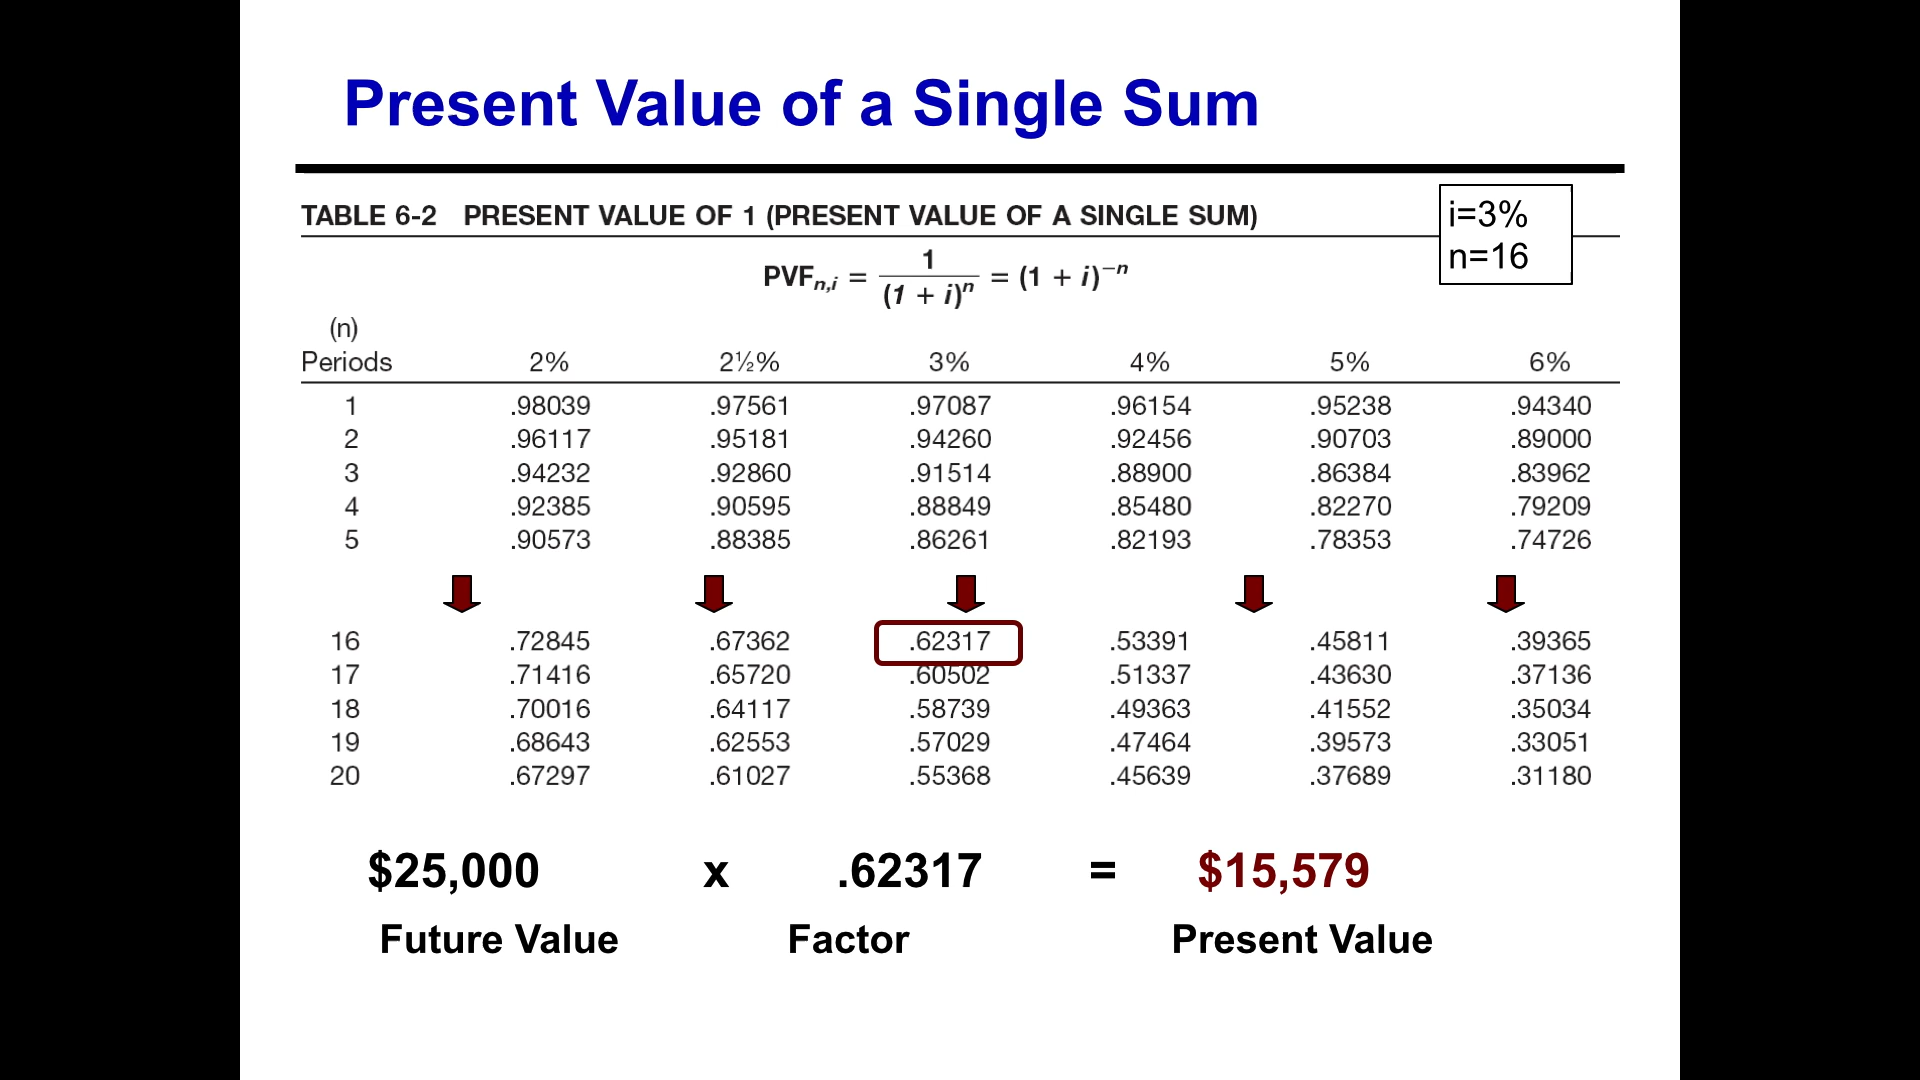 Present Value of a Single Sum
TABLE 6-2 PRESENT VALUE OF 1 (PRESENT VALUE OF A SINGLE SUM)
i=3%
n=16
PVFn,i = 1 / (1 + i)^n = (1 + i)^−n
(n)
Periods 2% 2½% 3% 4% 5% 6%
1 .98039 .97561 .97087 .96154 .95238 .94340
2 .96117 .95181 .94260 .92456 .90703 .89000
3 .94232 .92860 .91514 .88900 .86384 .83962
4 .92385 .90595 .88849 .85480 .82270 .79209
5 .90573 .88385 .86261 .82193 .78353 .74726
16 .72845 .67362 .62317 .53391 .45811 .39365
17 .71416 .65720 .60502 .51337 .43630 .37136
18 .70016 .64117 .58739 .49363 .41552 .35034
19 .68643 .62553 .57029 .47464 .39573 .33051
20 .67297 .61027 .55368 .45639 .37689 .31180
$25,000 x .62317 = $15,579
Future Value Factor Present Value